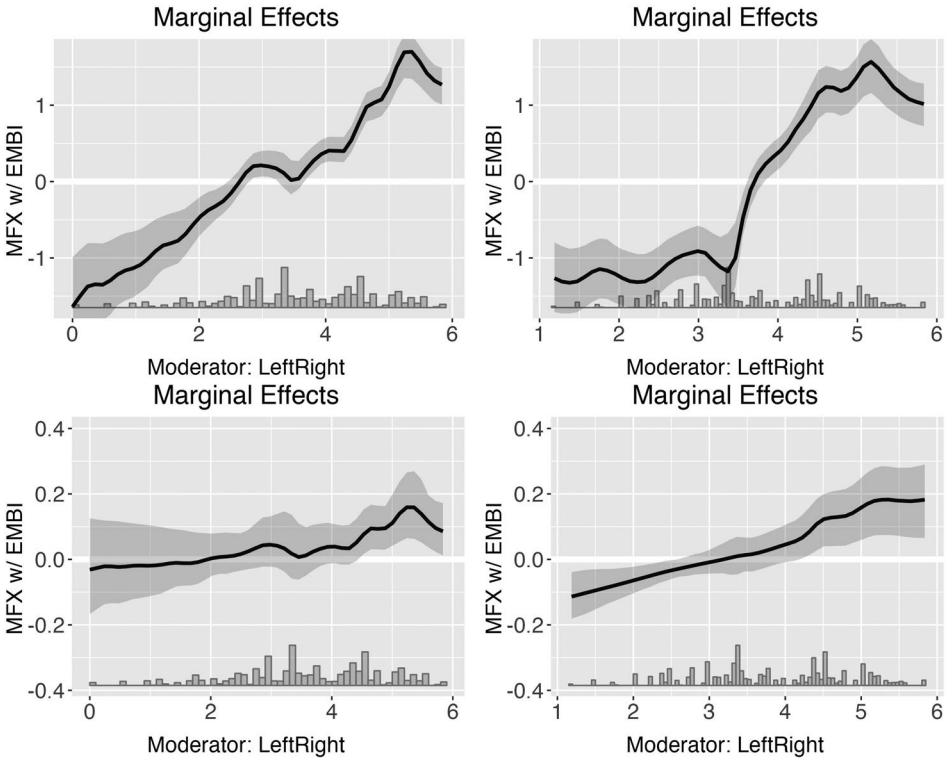 Marginal Effects
MFX w/ EMBI
1
0
-1
0 2 4 6
Moderator: LeftRight
Marginal Effects
MFX w/ EMBI
1
0
-1
1 2 3 4 5 6
Moderator: LeftRight
Marginal Effects
MFX w/ EMBI
0.4
0.2
0.0
-0.2
-0.4
0 2 4 6
Moderator: LeftRight
Marginal Effects
MFX w/ EMBI
0.4
0.2
0.0
-0.2
-0.4
1 2 3 4 5 6
Moderator: LeftRight